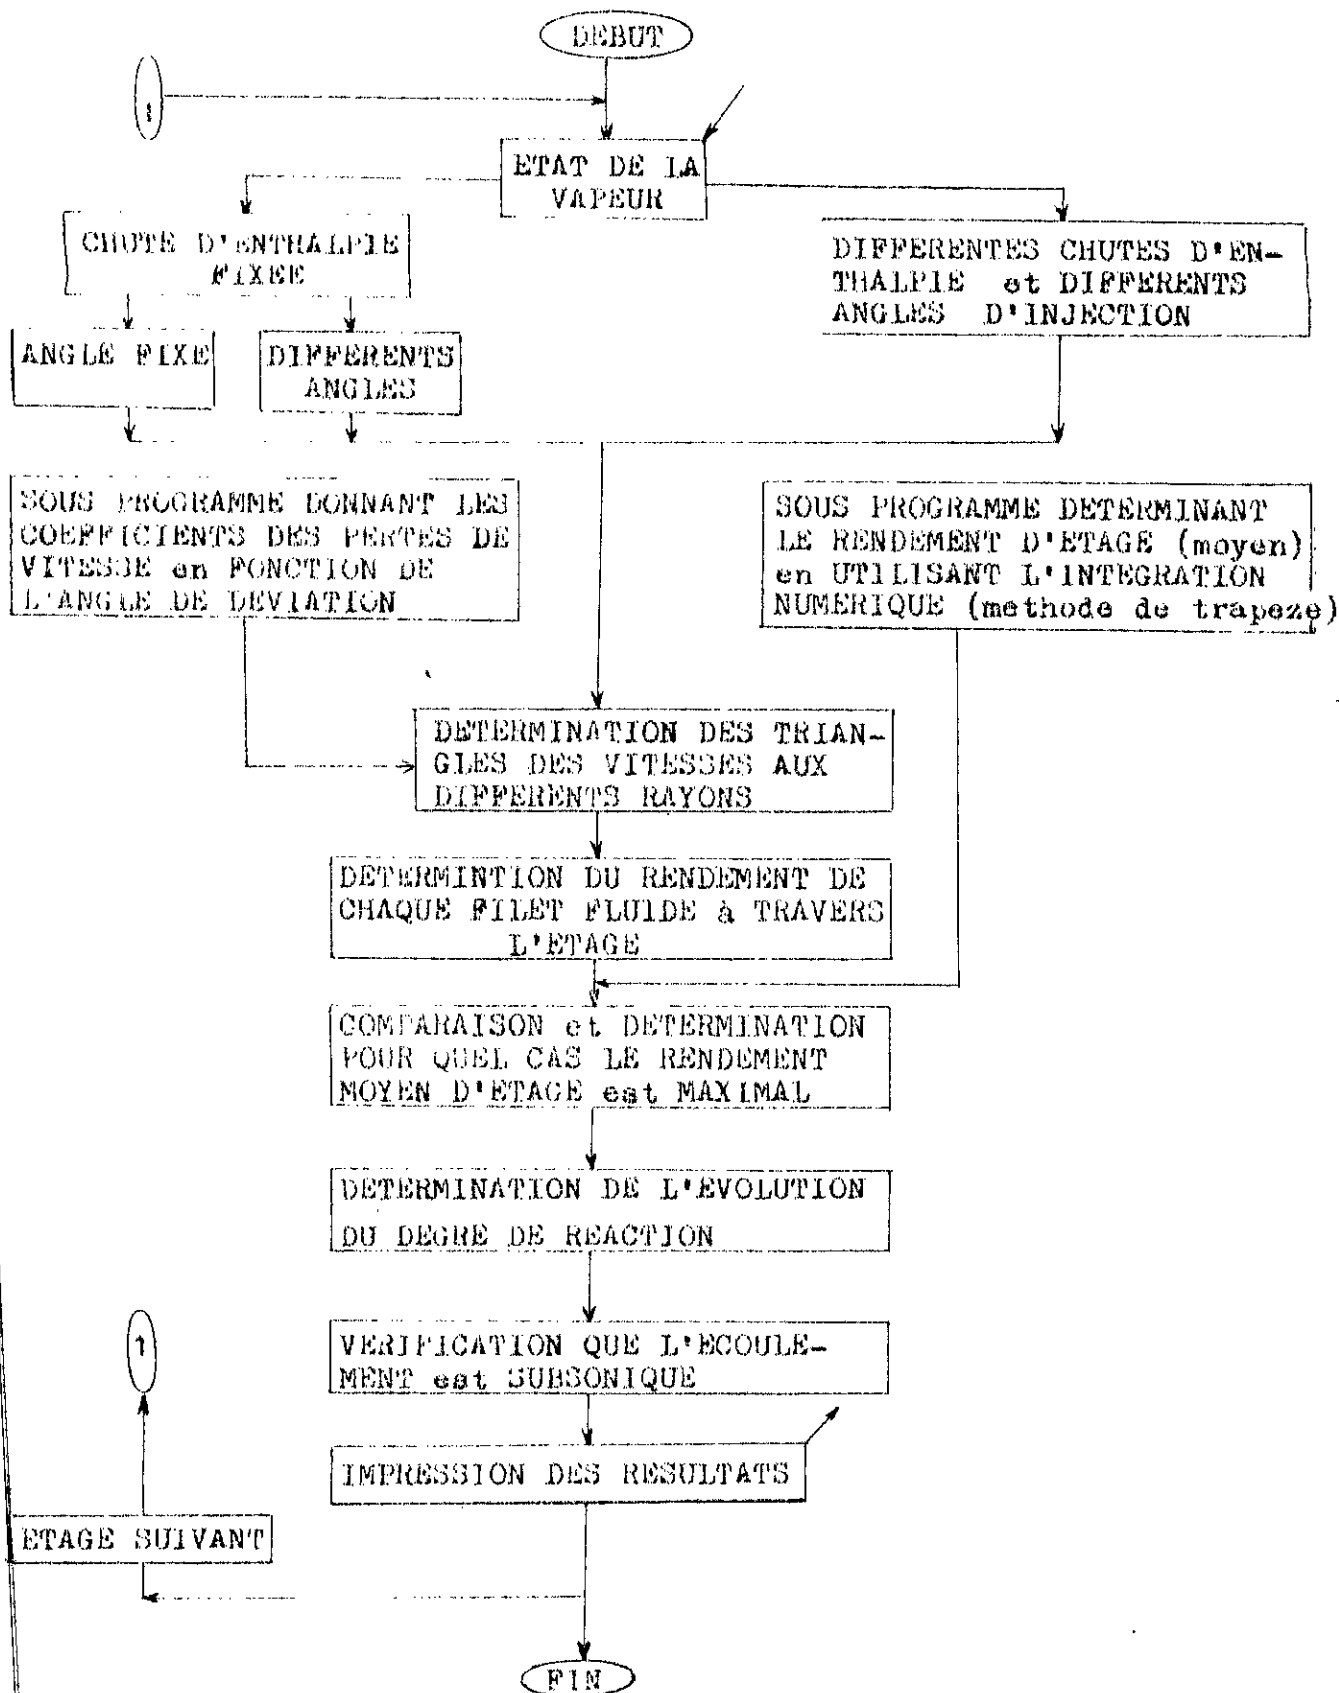 DEBUT
1
ETAT DE LA
VAPEUR
CHUTE D'ENTHALPIE
FIXEE
DIFFERENTES CHUTES D'EN-
THALPIE et DIFFERENTS
ANGLES D'INJECTION
ANGLE FIXE
DIFFERENTS
ANGLES
SOUS PROGRAMME DONNANT LES
COEFFICIENTS DES PERTES DE
VITESSE en FONCTION DE
L'ANGLE DE DEVIATION
SOUS PROGRAMME DETERMINANT
LE RENDEMENT D'ETAGE (moyen)
en UTILISANT L'INTEGRATION
NUMERIQUE (methode de trapeze)
DETERMINATION DES TRIAN-
GLES DES VITESSES AUX
DIFFERENTS RAYONS
DETERMINTION DU RENDEMENT DE
CHAQUE FILET FLUIDE à TRAVERS
L'ETAGE
COMPARAISON et DETERMINATION
POUR QUEL CAS LE RENDEMENT
MOYEN D'ETAGE est MAXIMAL
DETERMINATION DE L'EVOLUTION
DU DEGRE DE REACTION
1
VERIFICATION QUE L'ECOULE-
MENT est SUBSONIQUE
IMPRESSION DES RESULTATS
ETAGE SUIVANT
FIN